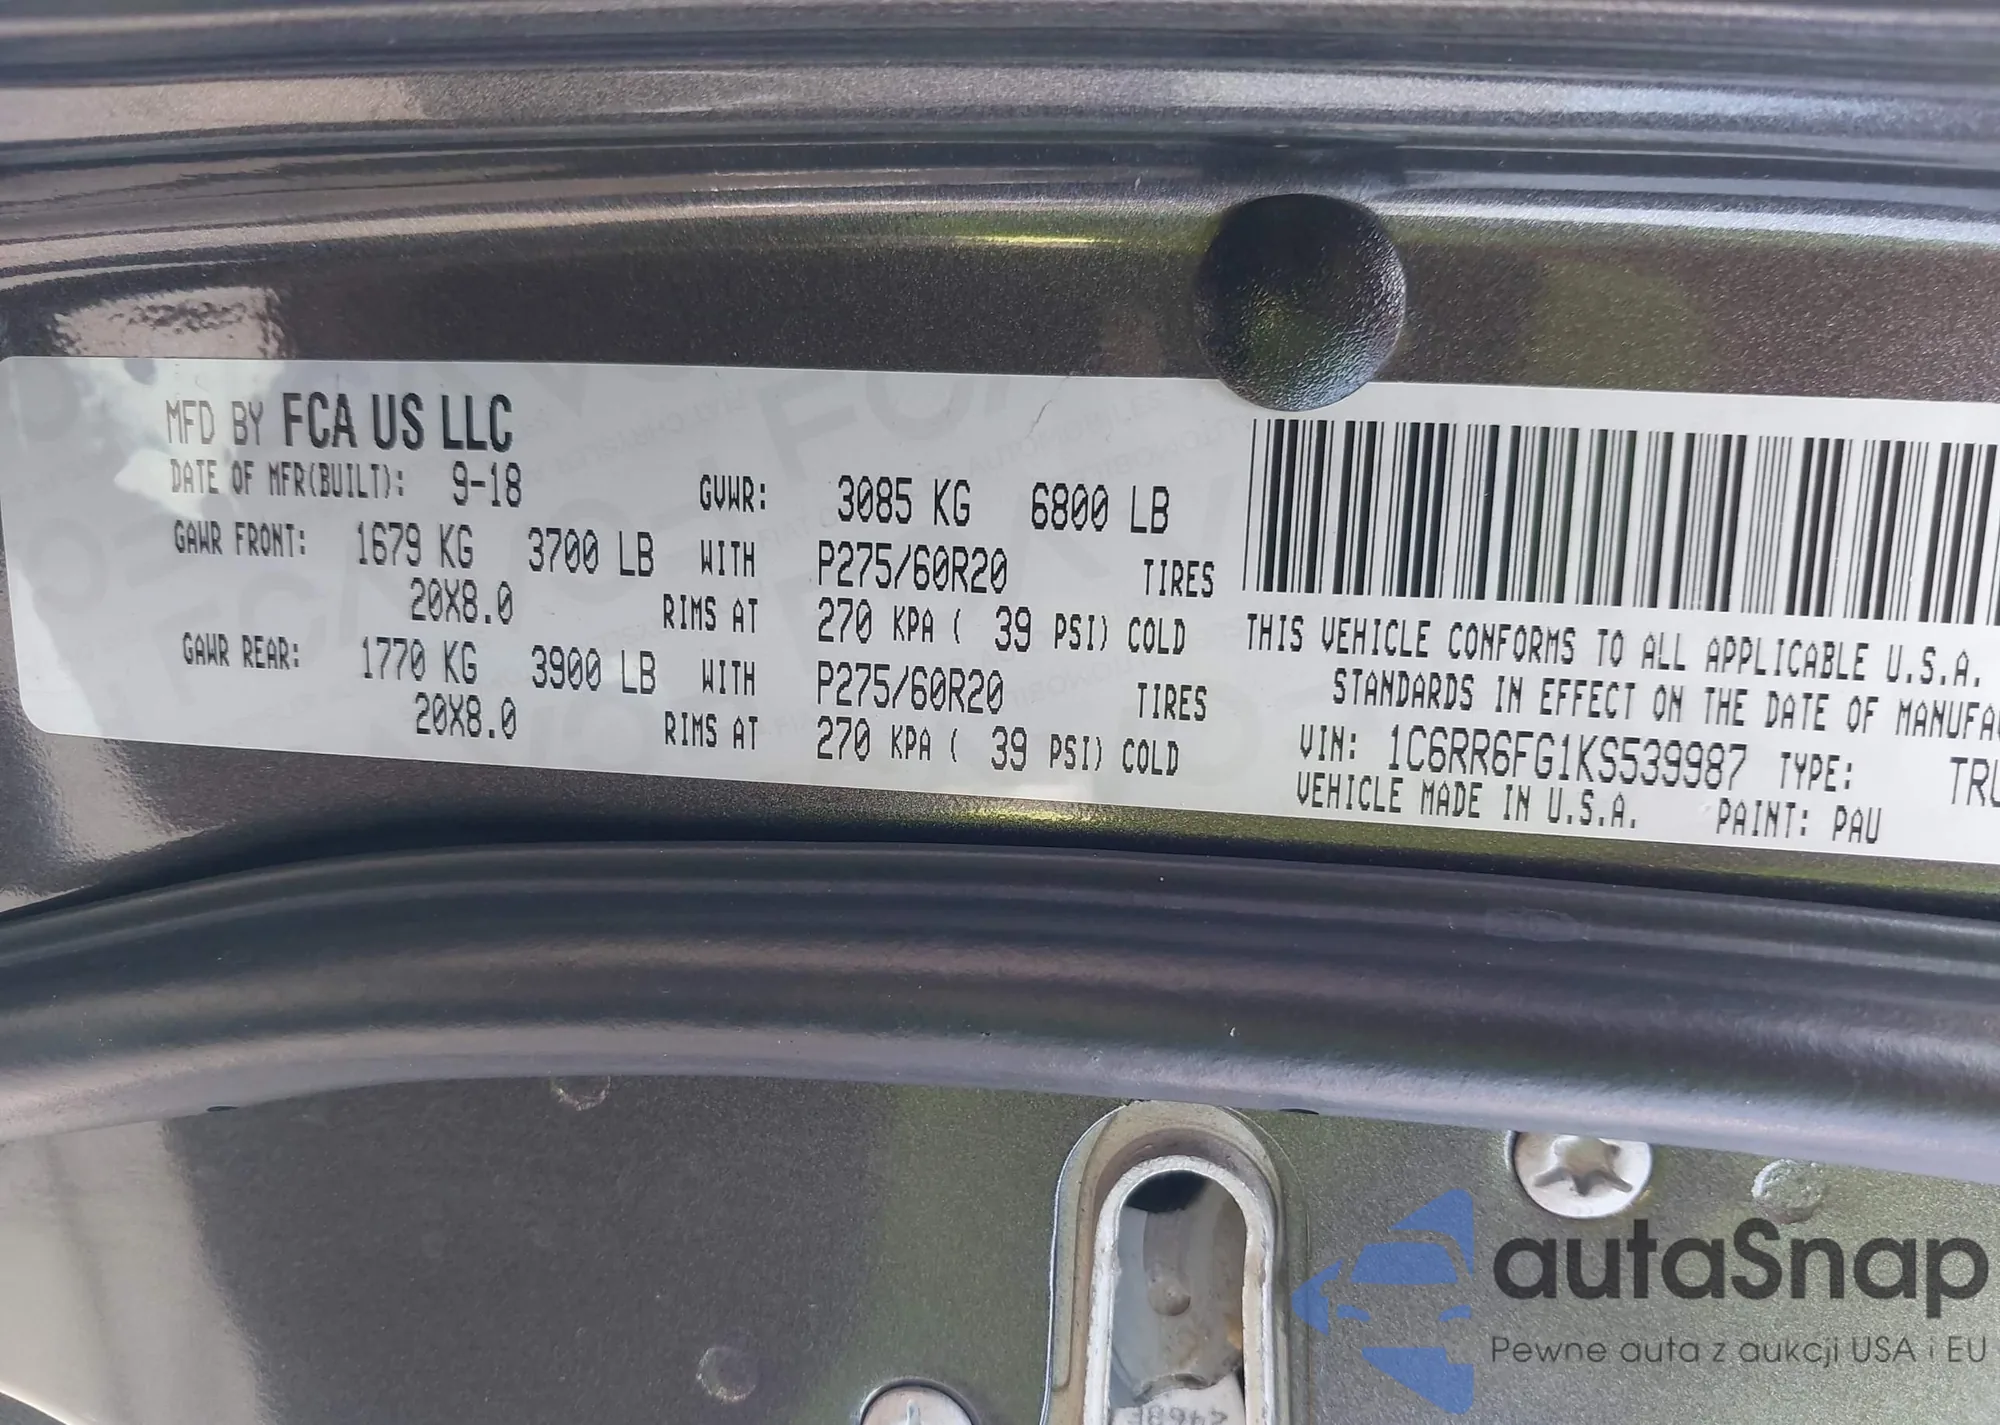 MFD BY FCA US LLC
DATE OF MFR(BUILT): 9-18 GVWR: 3085 KG 6800 LB
GAWR FRONT: 1679 KG 3700 LB WITH P275/60R20 TIRES
20X8.0 RIMS AT 270 KPA ( 39 PSI) COLD
GAWR REAR: 1770 KG 3900 LB WITH P275/60R20 TIRES
20X8.0 RIMS AT 270 KPA ( 39 PSI) COLD
THIS VEHICLE CONFORMS TO ALL APPLICABLE U.S.A.
STANDARDS IN EFFECT ON THE DATE OF MANUFA
VIN: 1C6RR6FG1KS539987 TYPE: TRU
VEHICLE MADE IN U.S.A. PAINT: PAU
autaSnap
Pewne auta z aukcji USA i EU